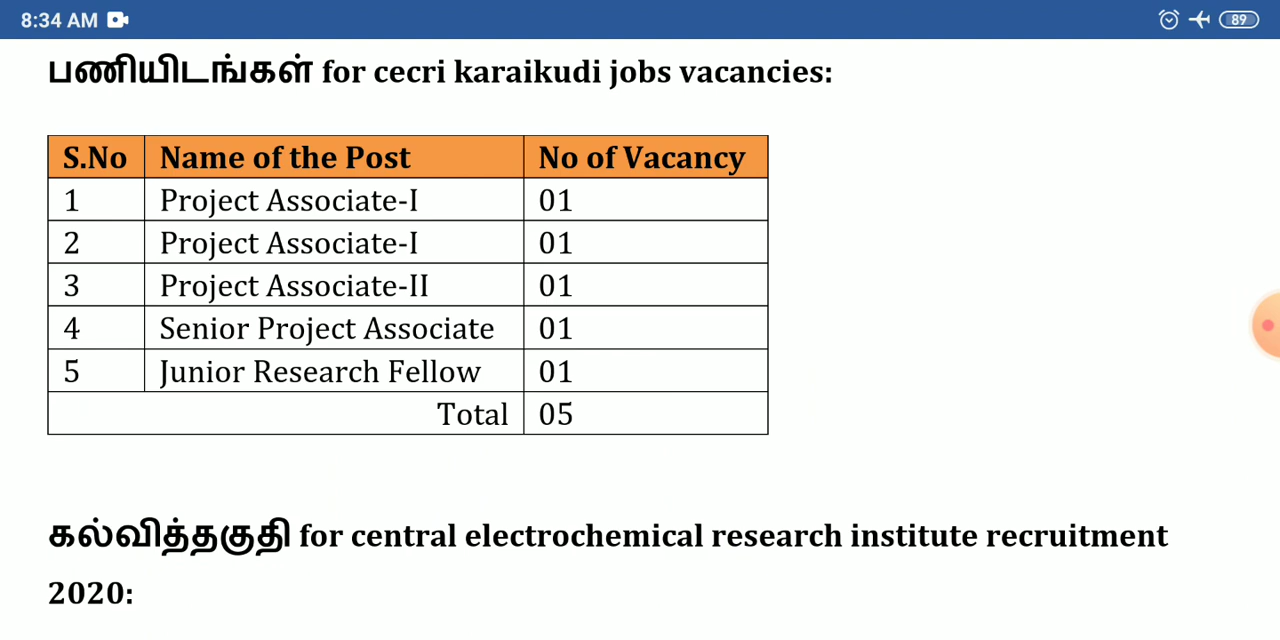 8:34 AM
89
பணியிடங்கள் for cecri karaikudi jobs vacancies:
S.No Name of the Post No of Vacancy
1 Project Associate-I 01
2 Project Associate-I 01
3 Project Associate-II 01
4 Senior Project Associate 01
5 Junior Research Fellow 01
Total 05
கல்வித்தகுதி for central electrochemical research institute recruitment
2020: